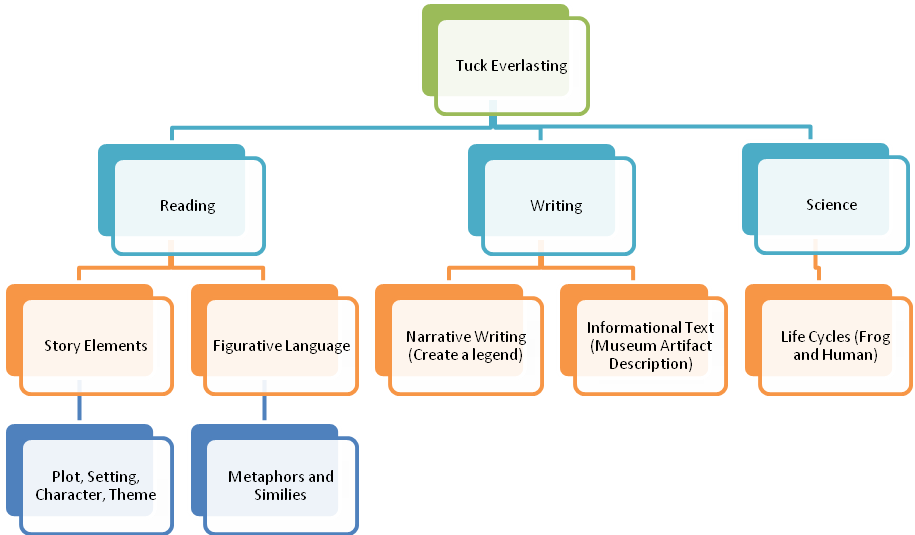 Tuck Everlasting
Reading
Writing
Science
Story Elements
Figurative Language
Narrative Writing
(Create a legend)
Informational Text
(Museum Artifact
Description)
Life Cycles (Frog
and Human)
Plot, Setting,
Character, Theme
Metaphors and
Similies